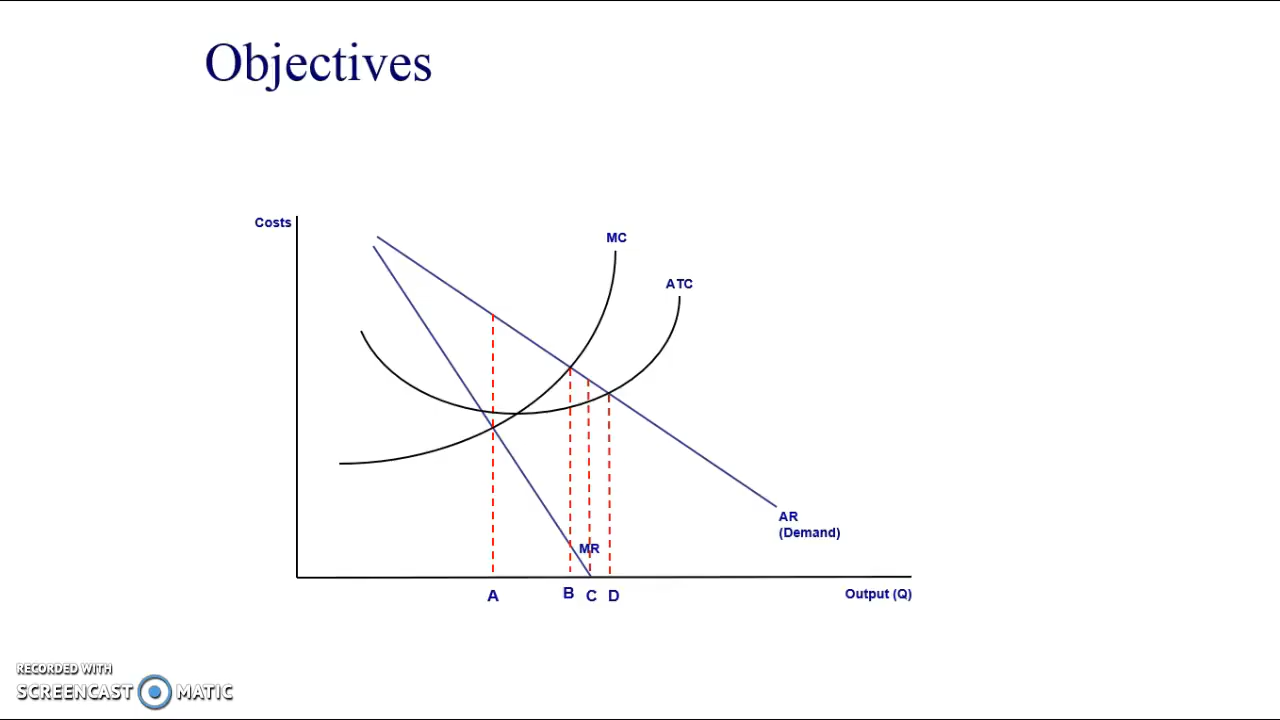 Objectives
Costs
MC
ATC
AR
(Demand)
MR
A B C D
Output (Q)
RECORDED WITH
SCREENCAST MATIC